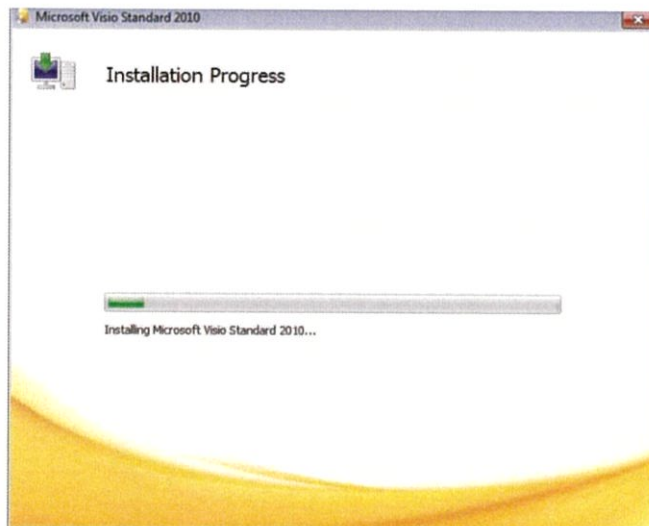 Microsoft Visio Standard 2010
Installation Progress
Installing Microsoft Visio Standard 2010...